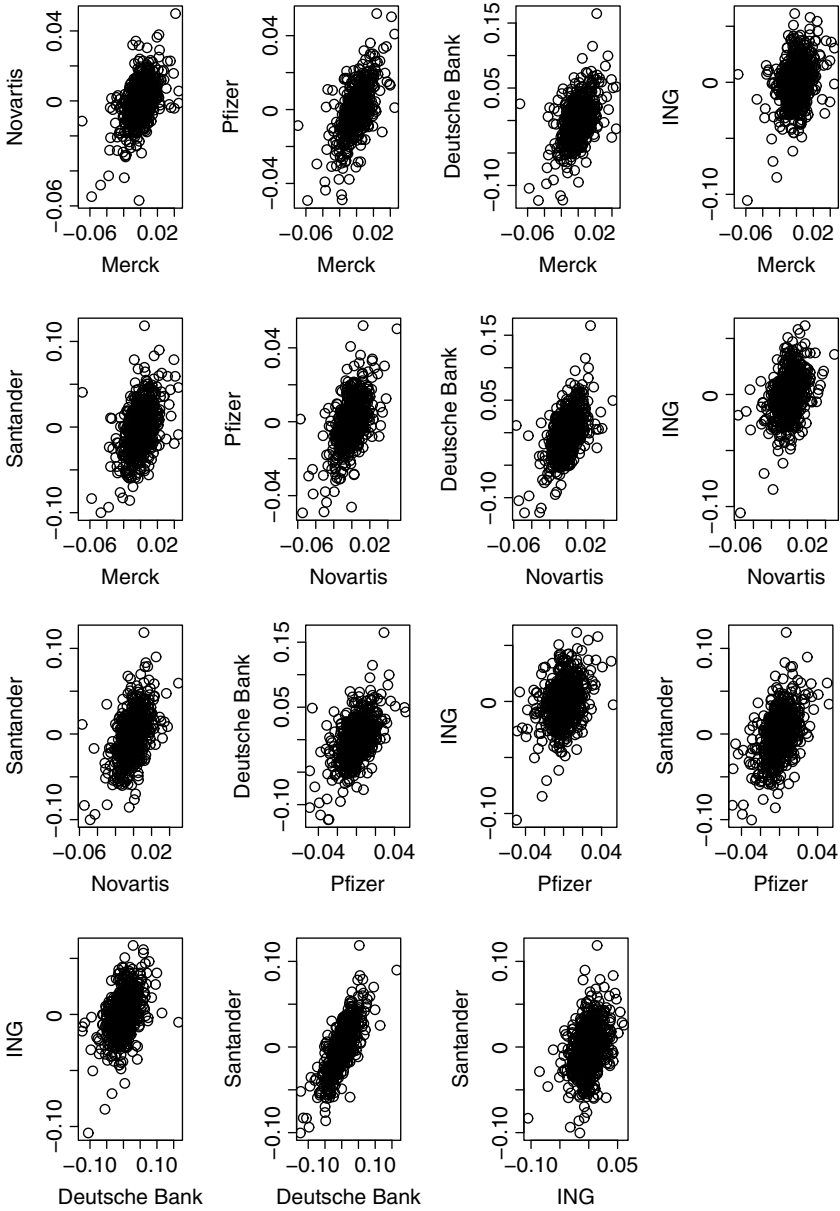 Novartis
−0.06 0 0.04
−0.06 0.02
Merck
Pfizer
−0.04 0 0.04
−0.06 0.02
Merck
Deutsche Bank
−0.10 0.05 0.15
−0.06 0.02
Merck
ING
−0.10 0
−0.06 0.02
Merck
Santander
−0.10 0 0.10
−0.06 0.02
Merck
Pfizer
−0.04 0 0.04
−0.06 0.02
Novartis
Deutsche Bank
−0.10 0.05 0.15
−0.06 0.02
Novartis
ING
−0.10 0
−0.06 0.02
Novartis
Santander
−0.10 0 0.10
−0.06 0.02
Novartis
Deutsche Bank
−0.10 0.05 0.15
−0.04 0.04
Pfizer
ING
−0.10 0
−0.04 0.04
Pfizer
Santander
−0.10 0 0.10
−0.04 0.04
Pfizer
ING
−0.10 0
−0.10 0.10
Deutsche Bank
Santander
−0.10 0 0.10
−0.10 0.10
Deutsche Bank
Santander
−0.10 0 0.10
−0.10 0.05
ING